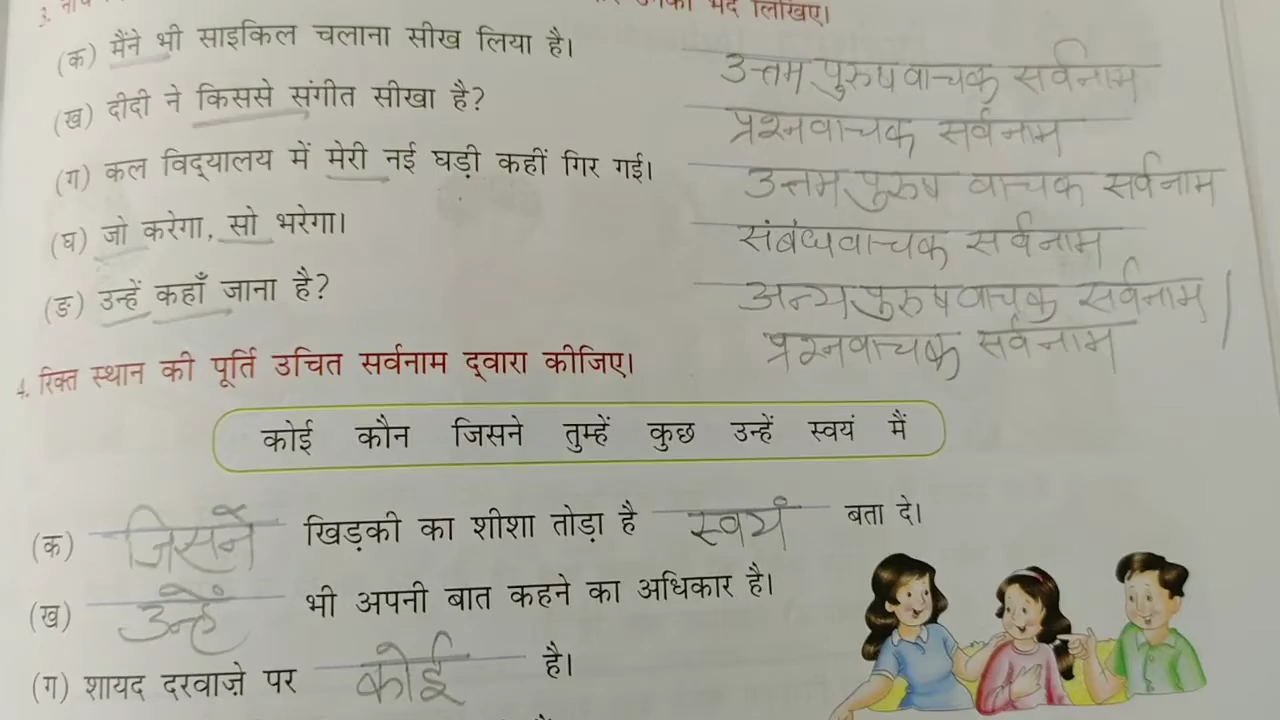 3. भेद लिखिए।
(क) मैंने भी साइकिल चलाना सीख लिया है। उत्तम पुरुषवाचक सर्वनाम
(ख) दीदी ने किससे संगीत सीखा है? प्रश्नवाचक सर्वनाम
(ग) कल विद्यालय में मेरी नई घड़ी कहीं गिर गई। उत्तम पुरुष वाचक सर्वनाम
(घ) जो करेगा, सो भरेगा। संबंधवाचक सर्वनाम
(ङ) उन्हें कहाँ जाना है? अन्य पुरुषवाचक सर्वनाम /
प्रश्नवाचक सर्वनाम
4. रिक्त स्थान की पूर्ति उचित सर्वनाम द्वारा कीजिए।
कोई कौन जिसने तुम्हें कुछ उन्हें स्वयं मैं
(क) जिसने खिड़की का शीशा तोड़ा है स्वयं बता दे।
(ख) उन्हें भी अपनी बात कहने का अधिकार है।
(ग) शायद दरवाज़े पर कोई है।